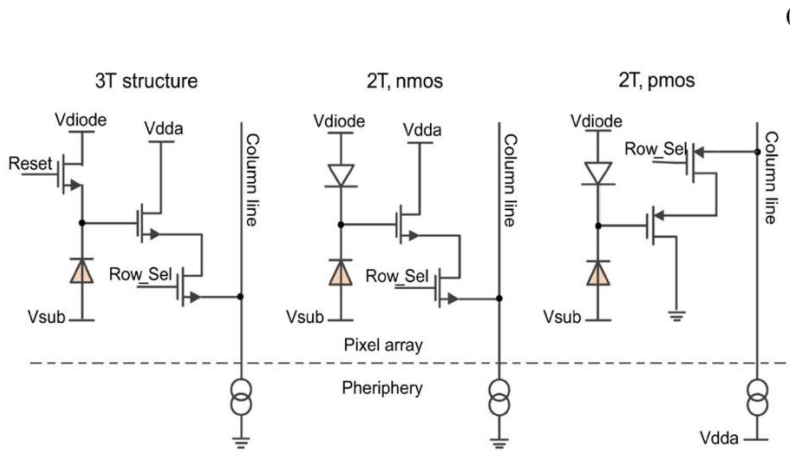 (
3T structure
2T, nmos
2T, pmos
Vdiode
Vdda
Reset
Row_Sel
Vsub
Column line
Vdiode
Vdda
Row_Sel
Vsub
Column line
Vdiode
Row_Sel
Vsub
Column line
Pixel array
Pheriphery
Vdda